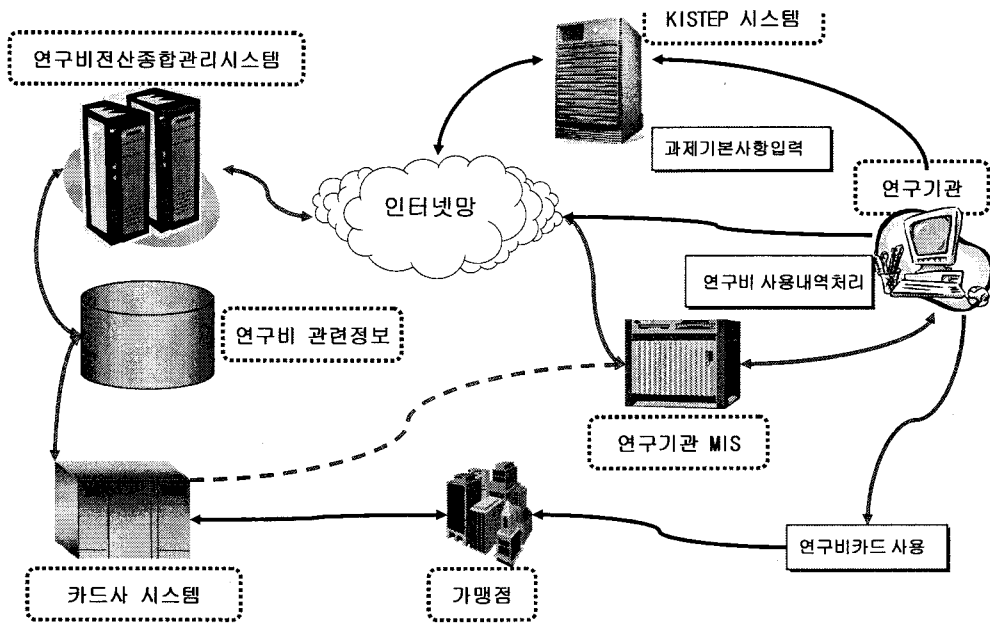 KISTEP 시스템
연구비전산종합관리시스템
과제기본사항입력
연구기관
인터넷망
연구비 사용내역처리
연구비 관련정보
연구기관 MIS
연구비카드 사용
카드사 시스템
가맹점